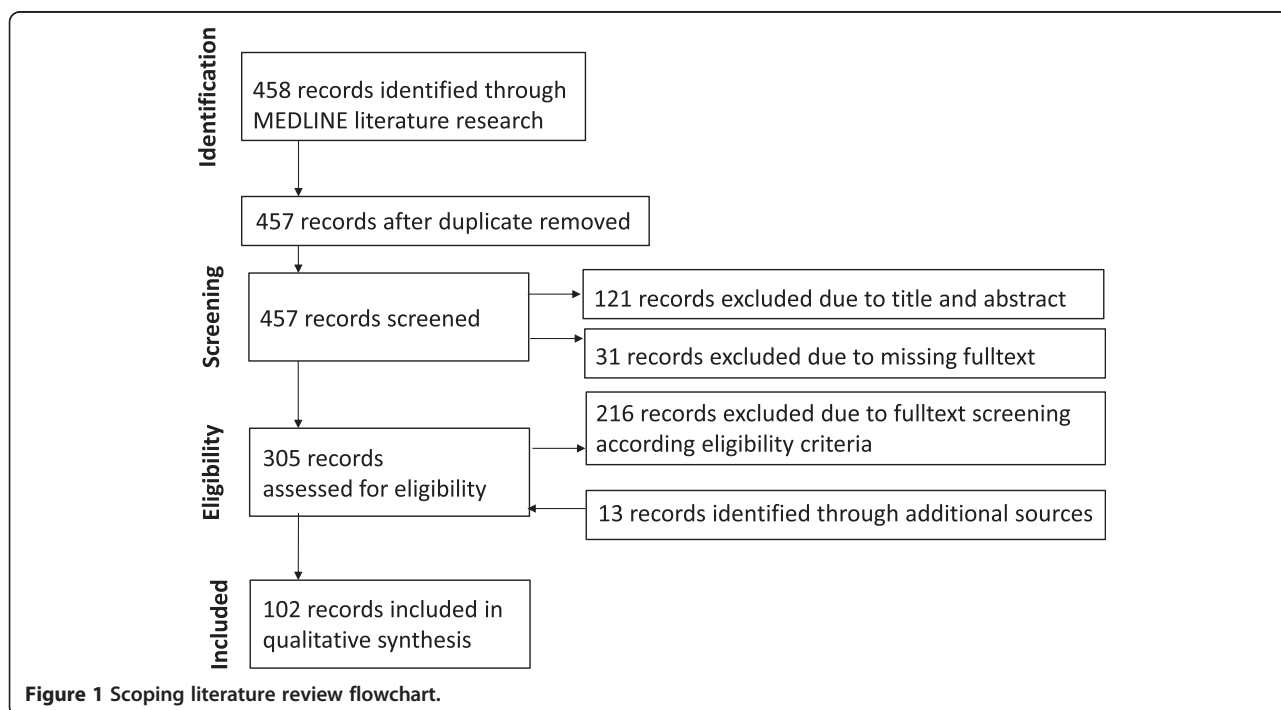 Identification
458 records identified through
MEDLINE literature research
457 records after duplicate removed
Screening
457 records screened
121 records excluded due to title and abstract
31 records excluded due to missing fulltext
Eligibility
305 records
assessed for eligibility
216 records excluded due to fulltext screening
according eligibility criteria
13 records identified through additional sources
Included
102 records included in
qualitative synthesis
Figure 1 Scoping literature review flowchart.